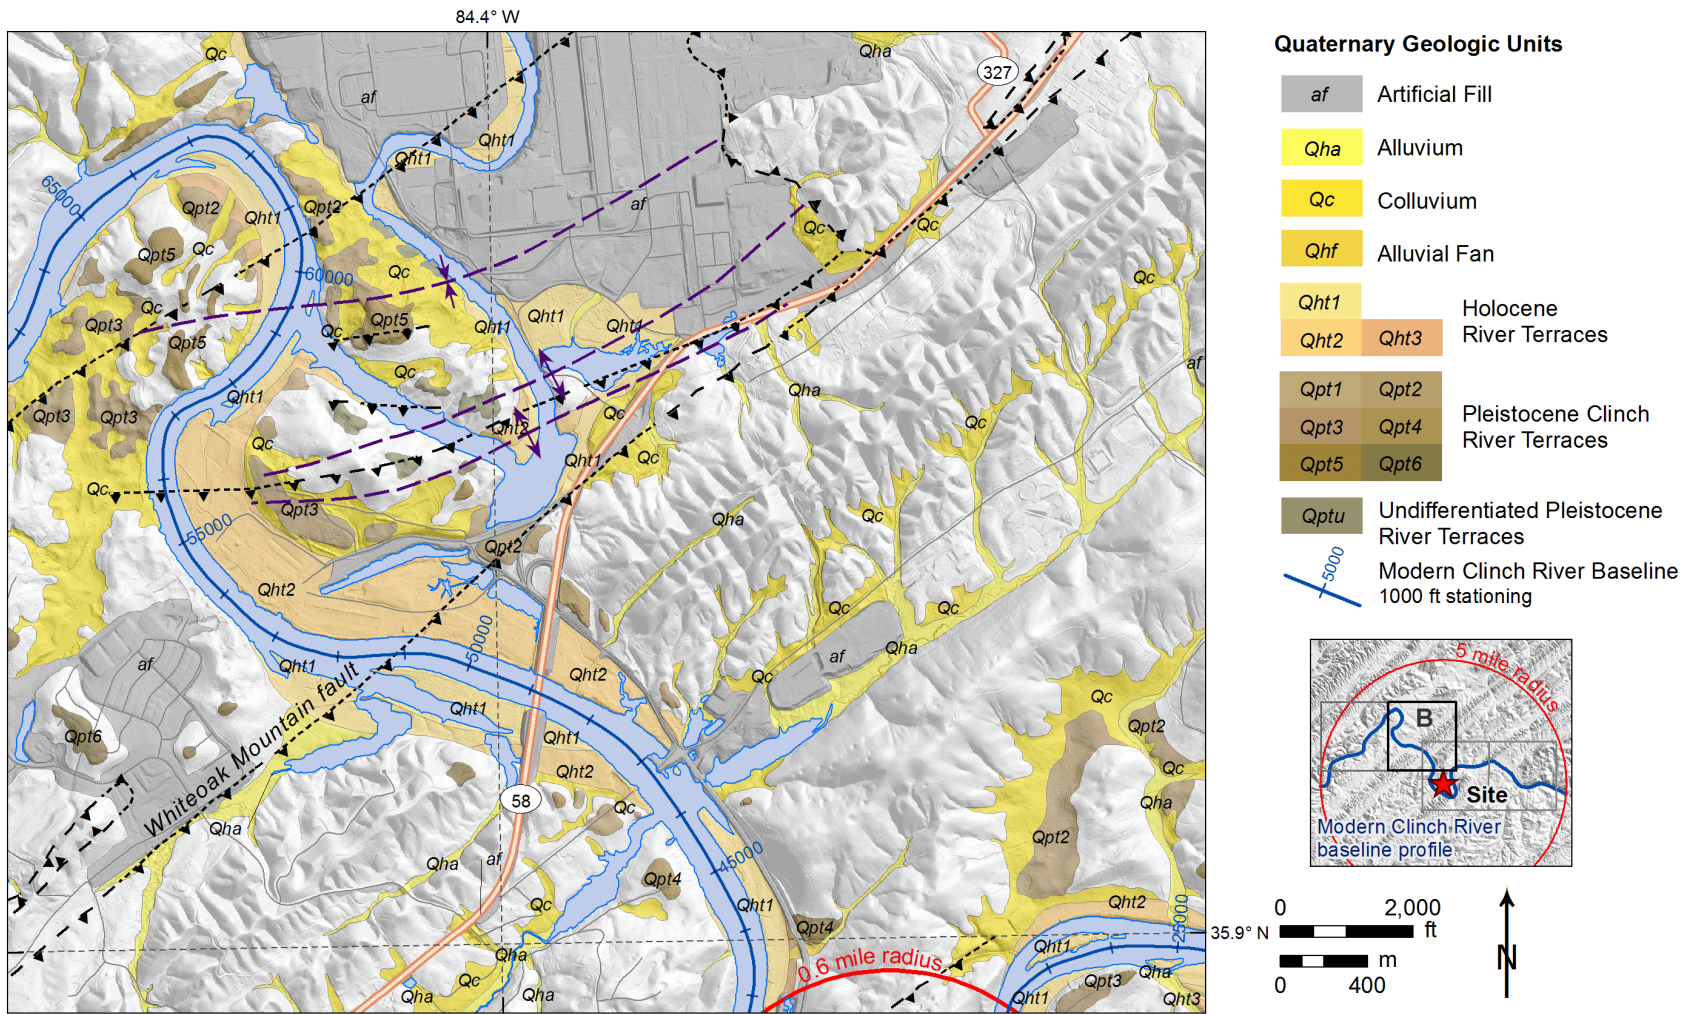 84.4° W
Qc
Qha
327
af
Qht1
Qht1
65000
Qpt2
Qht1
Qpt2
af
Qc
Qc
Qpt5
Qc
Qc
60000
Qc
Qc
Qpt3
Qpt5
Qht1
Qht1
Qht1
Qc
Qpt5
af
Qc
Qha
Qht1
Qpt3
Qpt3
Qc
Qc
Qc
Qht2
Qht1
Qc
Qc
Qpt3
Qha
Qc
55000
Qpt2
Qht2
Qc
Qc
50000
Qha
af
Qht1
af
Qht2
Qc
Qc
Whiteoak Mountain fault
Qht1
Qpt2
Qpt6
Qht1
Qht2
Qc
58
Qc
Qha
Qha
Qpt2
Qha
af
45000
Qpt4
Qc
Qht1
Qht2
25000
Qpt4
35.9° N
Qht1
Qha
0.6 mile radius
Qha
Qc
Qpt3
Qha
Qha
Qht1
Qht3
Quaternary Geologic Units
af Artificial Fill
Qha Alluvium
Qc Colluvium
Qhf Alluvial Fan
Qht1
Qht2 Qht3
Holocene
River Terraces
Qpt1 Qpt2
Qpt3 Qpt4
Qpt5 Qpt6
Pleistocene Clinch
River Terraces
Qptu Undifferentiated Pleistocene
River Terraces
5000
Modern Clinch River Baseline
1000 ft stationing
5 mile radius
B
Site
Modern Clinch River
baseline profile
0 2,000
ft
m
0 400
N